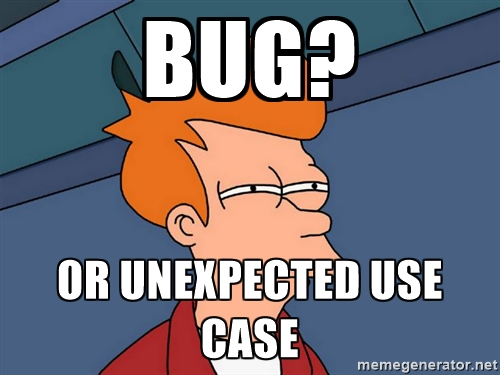 BUG?
OR UNEXPECTED USE
CASE
memegenerator.net